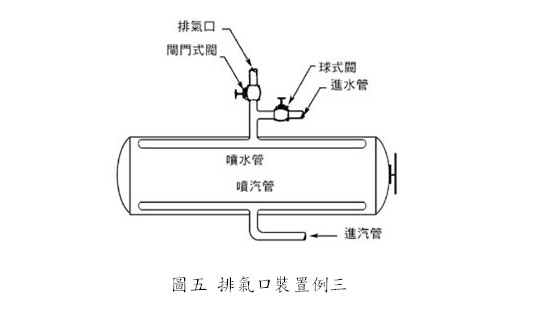 排氣口
閘門式閥
球式閥
進水管
噴水管
噴汽管
進汽管
圖五 排氣口裝置例三